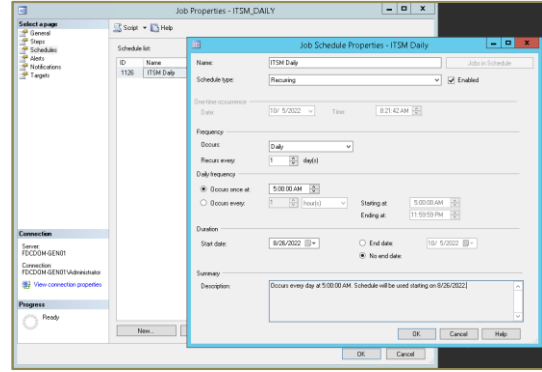 Job Properties - ITSM_DAILY
Select a page
General
Steps
Schedules
Alerts
Notifications
Targets
Script
Help
Schedule list:
ID Name
1126 ITSM Daily
Connection
Server:
FDCDOM-GEN01
Connection:
FDCDOM-GEN01\Administrator
View connection properties
Progress
Ready
New...
OK Cancel
Job Schedule Properties - ITSM Daily
Name: ITSM Daily Jobs in Schedule
Schedule type: Recurring Enabled
One-time occurrence
Date: 10/ 5/2022 Time: 8:21:42 AM
Frequency
Occurs: Daily
Recurs every: 1 day(s)
Daily frequency
Occurs once at: 5:00:00 AM
Occurs every: 1 hour(s) Starting at: 5:00:00 AM
Ending at: 11:59:59 PM
Duration
Start date: 8/26/2022 End date: 10/ 5/2022
No end date:
Summary
Description: Occurs every day at 5:00:00 AM. Schedule will be used starting on 8/26/2022.
OK Cancel Help